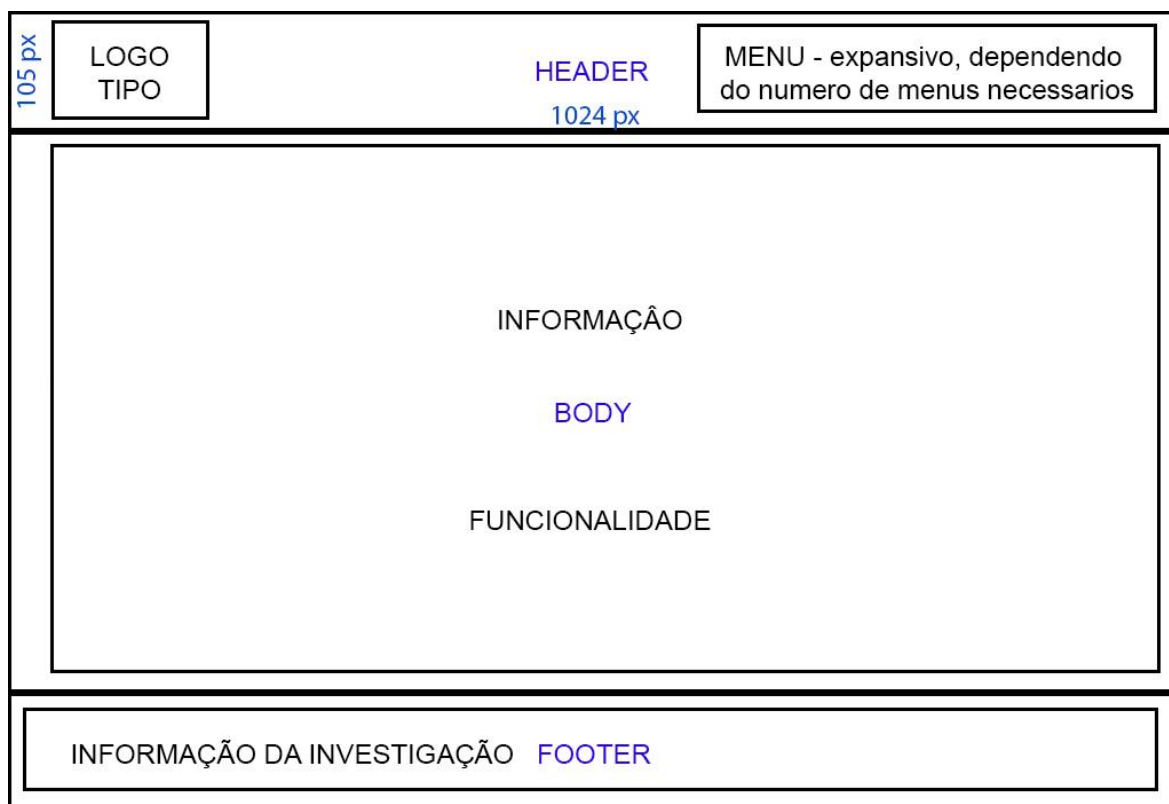 105 px
LOGO
TIPO
HEADER
1024 px
MENU - expansivo, dependendo
do numero de menus necessarios
INFORMAÇÂO
BODY
FUNCIONALIDADE
INFORMAÇÃO DA INVESTIGAÇÃO FOOTER